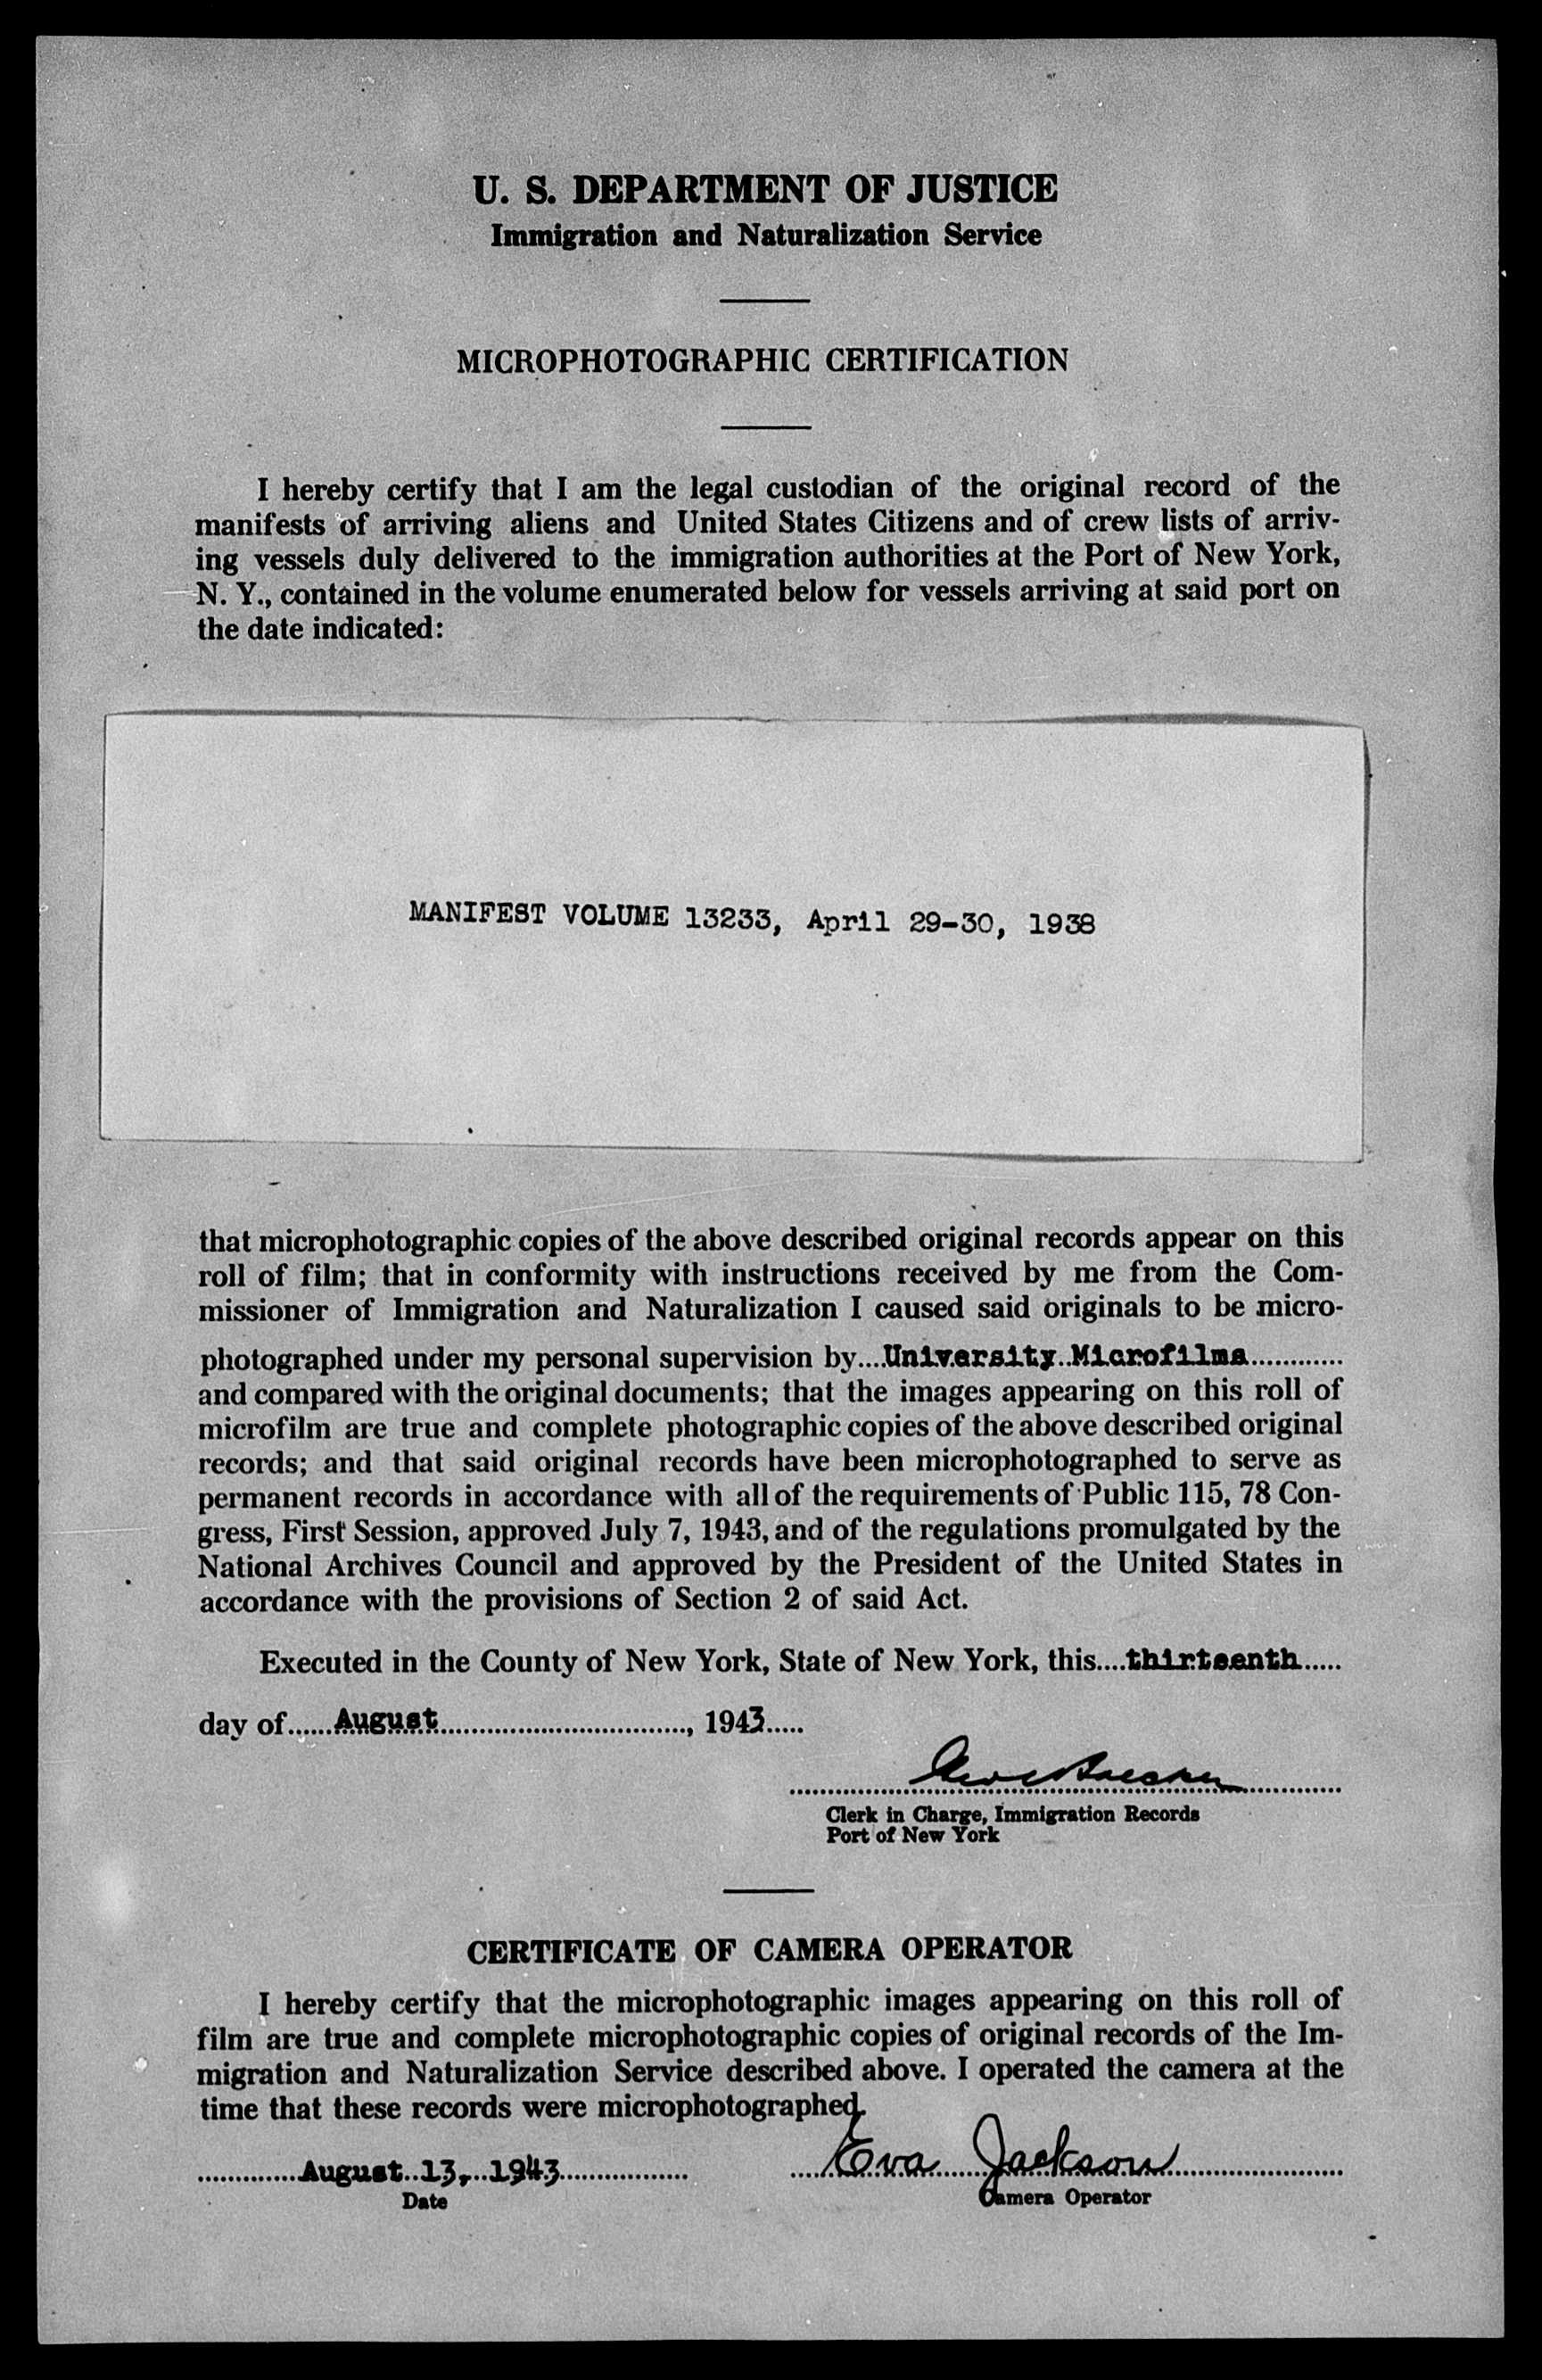 U. S. DEPARTMENT OF JUSTICE
Immigration and Naturalization Service
MICROPHOTOGRAPHIC CERTIFICATION
I hereby certify that I am the legal custodian of the original record of the
manifests of arriving aliens and United States Citizens and of crew lists of arriv-
ing vessels duly delivered to the immigration authorities at the Port of New York,
N. Y., contained in the volume enumerated below for vessels arriving at said port on
the date indicated:
MANIFEST VOLUME 13233, April 29-30, 1938
that microphotographic copies of the above described original records appear on this
roll of film; that in conformity with instructions received by me from the Com-
missioner of Immigration and Naturalization I caused said originals to be micro-
photographed under my personal supervision by....University Microfilms............
and compared with the original documents; that the images appearing on this roll of
microfilm are true and complete photographic copies of the above described original
records; and that said original records have been microphotographed to serve as
permanent records in accordance with all of the requirements of Public 115, 78 Con-
gress, First Session, approved July 7, 1943, and of the regulations promulgated by the
National Archives Council and approved by the President of the United States in
accordance with the provisions of Section 2 of said Act.
Executed in the County of New York, State of New York, this....thirteenth.....
day of......August................................., 1943.....
Clerk in Charge, Immigration Records
Port of New York
CERTIFICATE OF CAMERA OPERATOR
I hereby certify that the microphotographic images appearing on this roll of
film are true and complete microphotographic copies of original records of the Im-
migration and Naturalization Service described above. I operated the camera at the
time that these records were microphotographed.
.............August 13, 1943................. Eva Jackson
Date Camera Operator